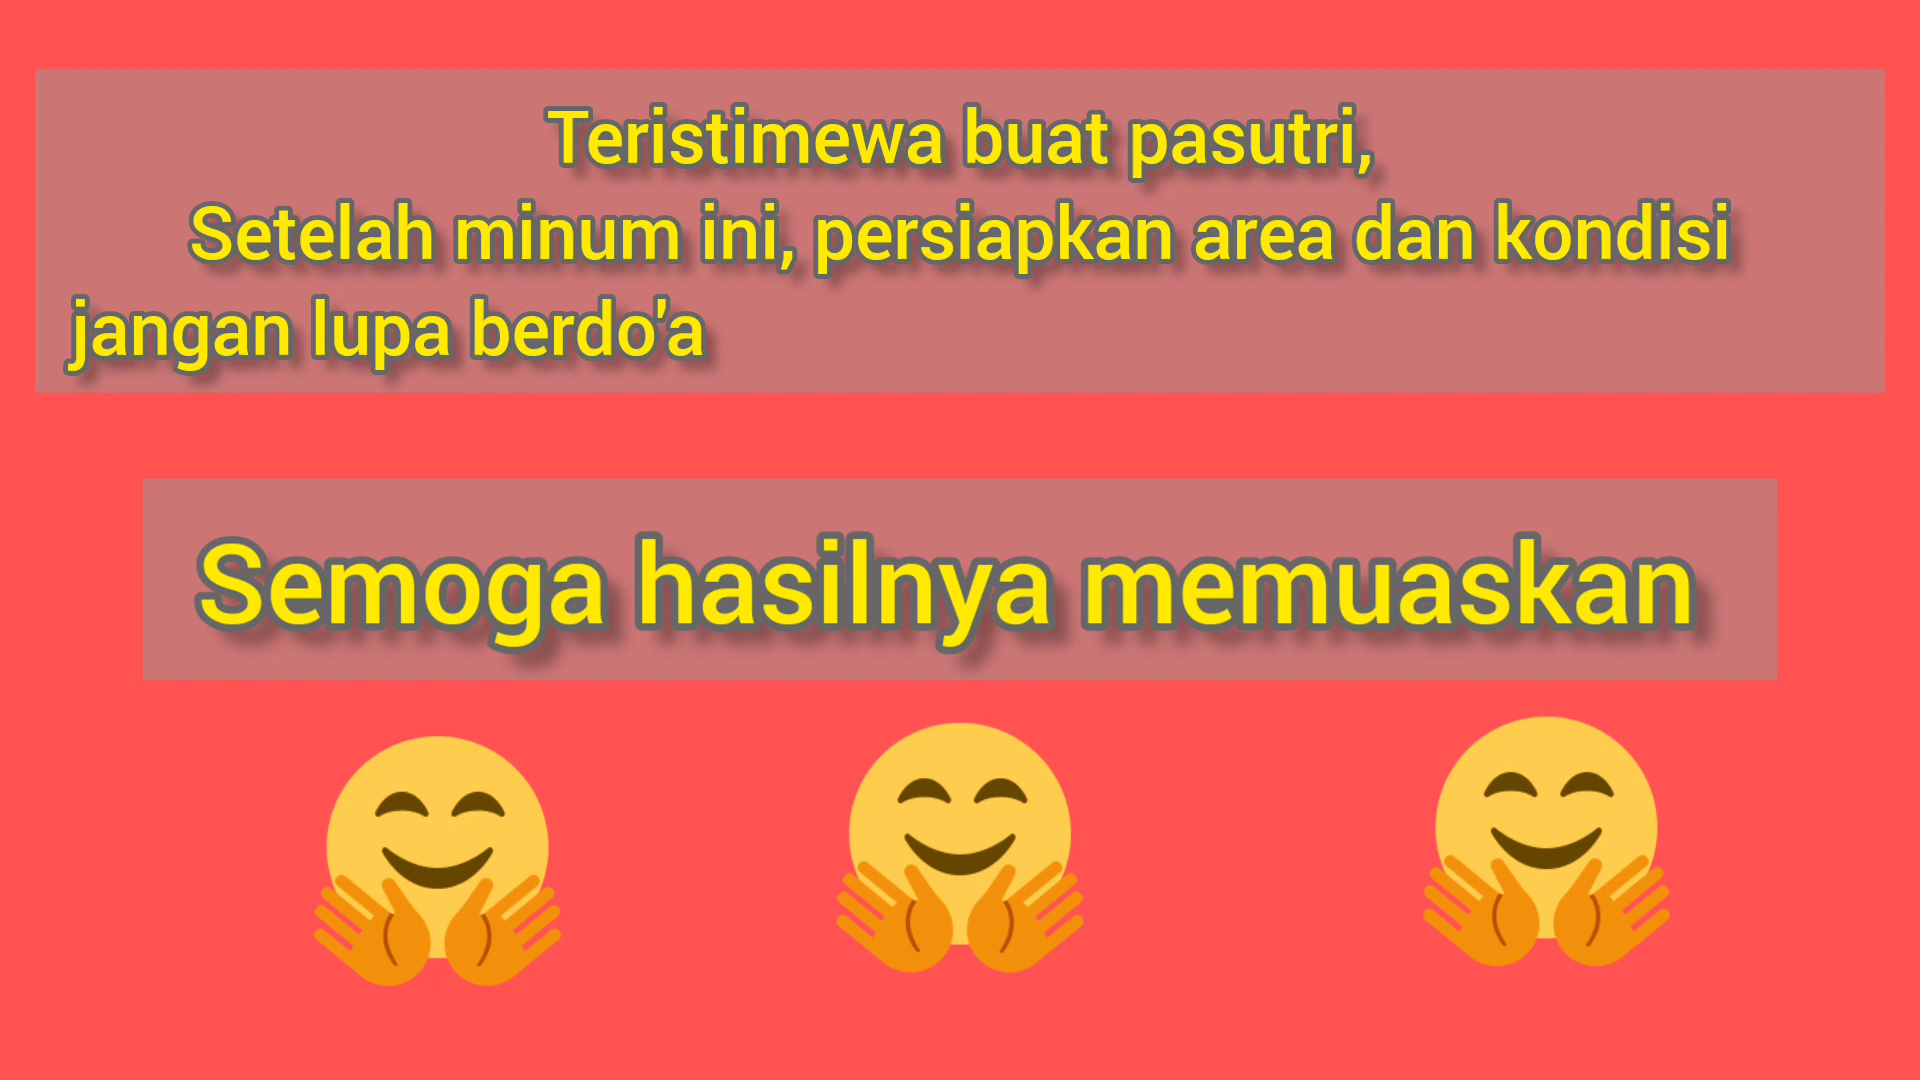 Teristimewa buat pasutri,
Setelah minum ini, persiapkan area dan kondisi
jangan lupa berdo'a
Semoga hasilnya memuaskan